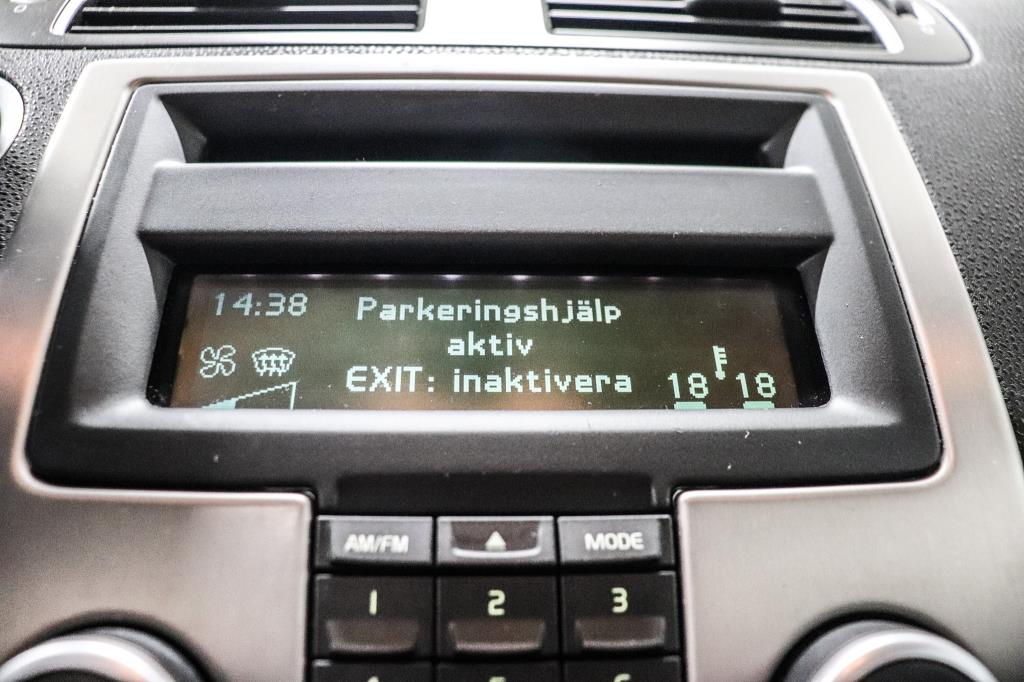 14:38
Parkeringshjälp
aktiv
EXIT: inaktivera
18 18
AM/FM MODE
1 2 3